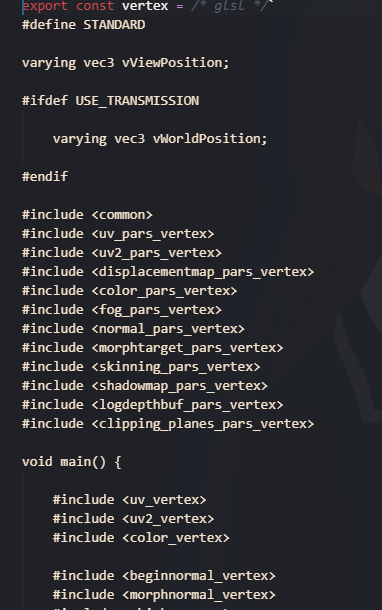 export const vertex = /* glsl */`
#define STANDARD
varying vec3 vViewPosition;
#ifdef USE_TRANSMISSION
varying vec3 vWorldPosition;
#endif
#include <common>
#include <uv_pars_vertex>
#include <uv2_pars_vertex>
#include <displacementmap_pars_vertex>
#include <color_pars_vertex>
#include <fog_pars_vertex>
#include <normal_pars_vertex>
#include <morphtarget_pars_vertex>
#include <skinning_pars_vertex>
#include <shadowmap_pars_vertex>
#include <logdepthbuf_pars_vertex>
#include <clipping_planes_pars_vertex>
void main() {
#include <uv_vertex>
#include <uv2_vertex>
#include <color_vertex>
#include <beginnormal_vertex>
#include <morphnormal_vertex>